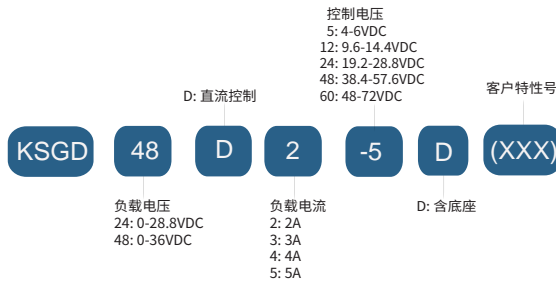 控制电压
5: 4-6VDC
12: 9.6-14.4VDC
24: 19.2-28.8VDC
48: 38.4-57.6VDC
60: 48-72VDC
D: 直流控制
客户特性号
KSGD 48 D 2 -5 D (XXX)
负载电压
24: 0-28.8VDC
48: 0-36VDC
负载电流
2: 2A
3: 3A
4: 4A
5: 5A
D: 含底座